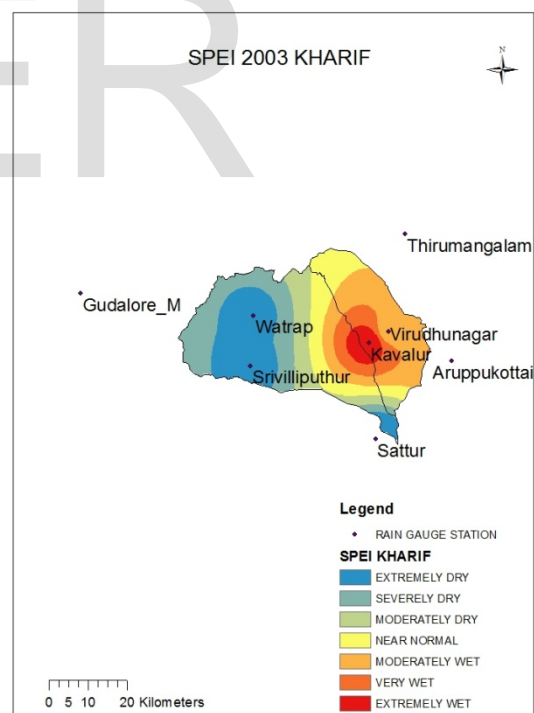 ER
SPEI 2003 KHARIF
N
Thirumangalam
Gudalore_M
Watrap
Virudhunagar
Kavalur
Srivilliputhur
Aruppukottai
Sattur
Legend
RAIN GAUGE STATION
SPEI KHARIF
EXTREMELY DRY
SEVERELY DRY
MODERATELY DRY
NEAR NORMAL
MODERATELY WET
VERY WET
EXTREMELY WET
0 5 10 20 Kilometers